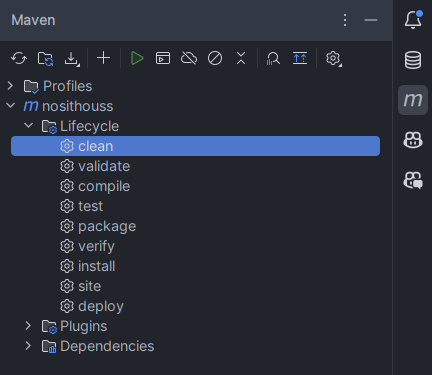 Maven
Profiles
m nosithouss
Lifecycle
clean
validate
compile
test
package
verify
install
site
deploy
Plugins
Dependencies
m